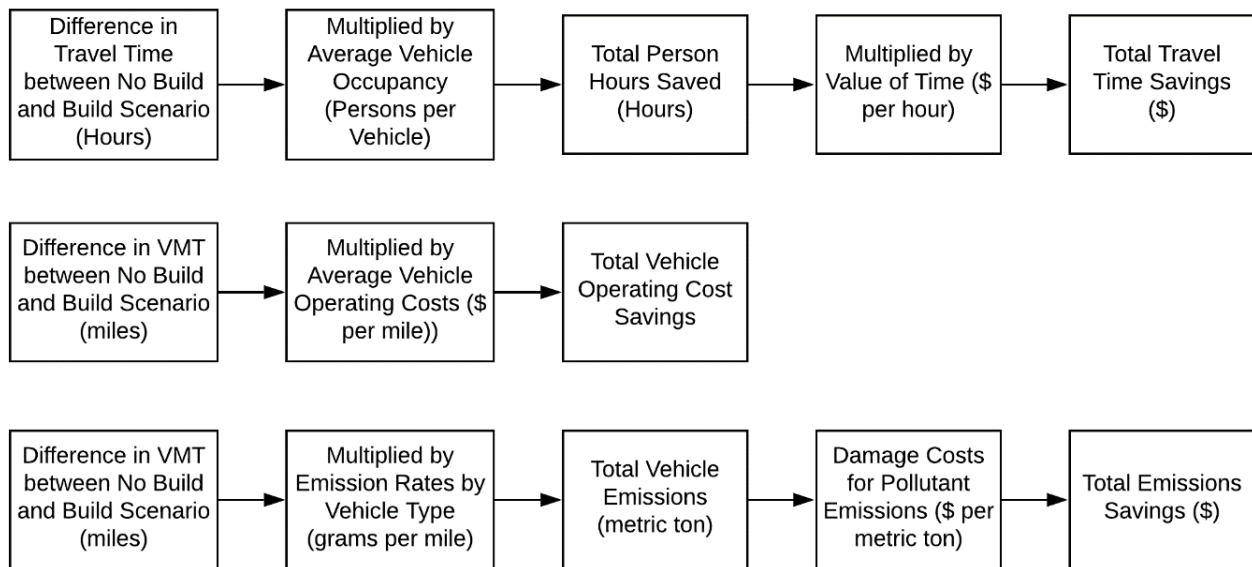 Difference in
Travel Time
between No Build
and Build Scenario
(Hours)
Multiplied by
Average Vehicle
Occupancy
(Persons per
Vehicle)
Total Person
Hours Saved
(Hours)
Multiplied by
Value of Time ($
per hour)
Total Travel
Time Savings
($)
Difference in VMT
between No Build
and Build Scenario
(miles)
Multiplied by
Average Vehicle
Operating Costs ($
per mile))
Total Vehicle
Operating Cost
Savings
Difference in VMT
between No Build
and Build Scenario
(miles)
Multiplied by
Emission Rates by
Vehicle Type
(grams per mile)
Total Vehicle
Emissions
(metric ton)
Damage Costs
for Pollutant
Emissions ($ per
metric ton)
Total Emissions
Savings ($)